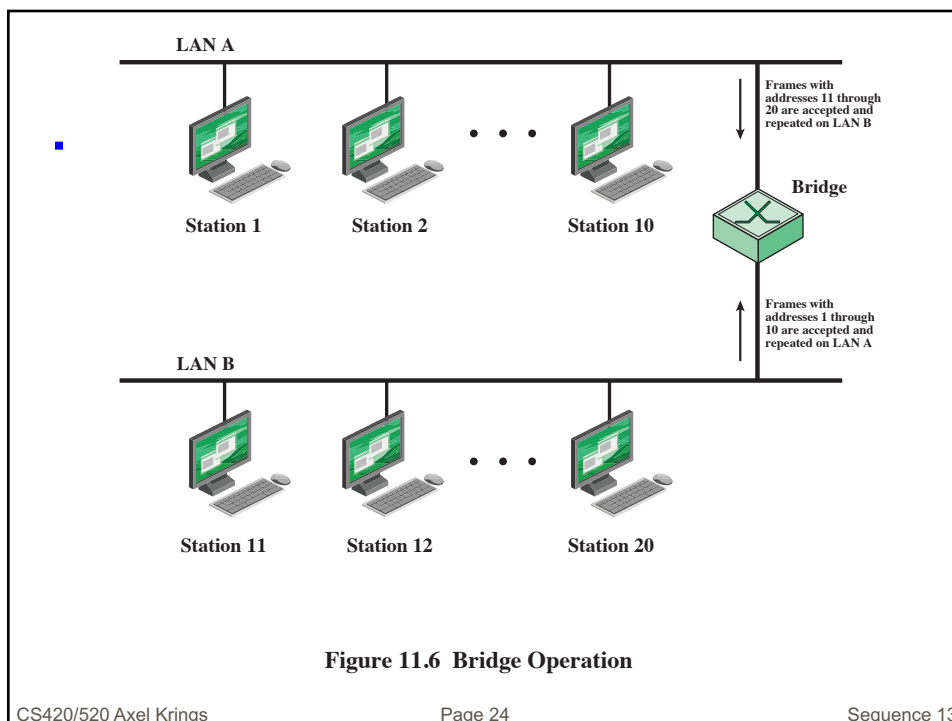 LAN A
Frames with
addresses 11 through
20 are accepted and
repeated on LAN B
Bridge
Station 1
Station 2
Station 10
Frames with
addresses 1 through
10 are accepted and
repeated on LAN A
LAN B
Station 11
Station 12
Station 20
Figure 11.6 Bridge Operation
CS420/520 Axel Krings
Page 24
Sequence 13